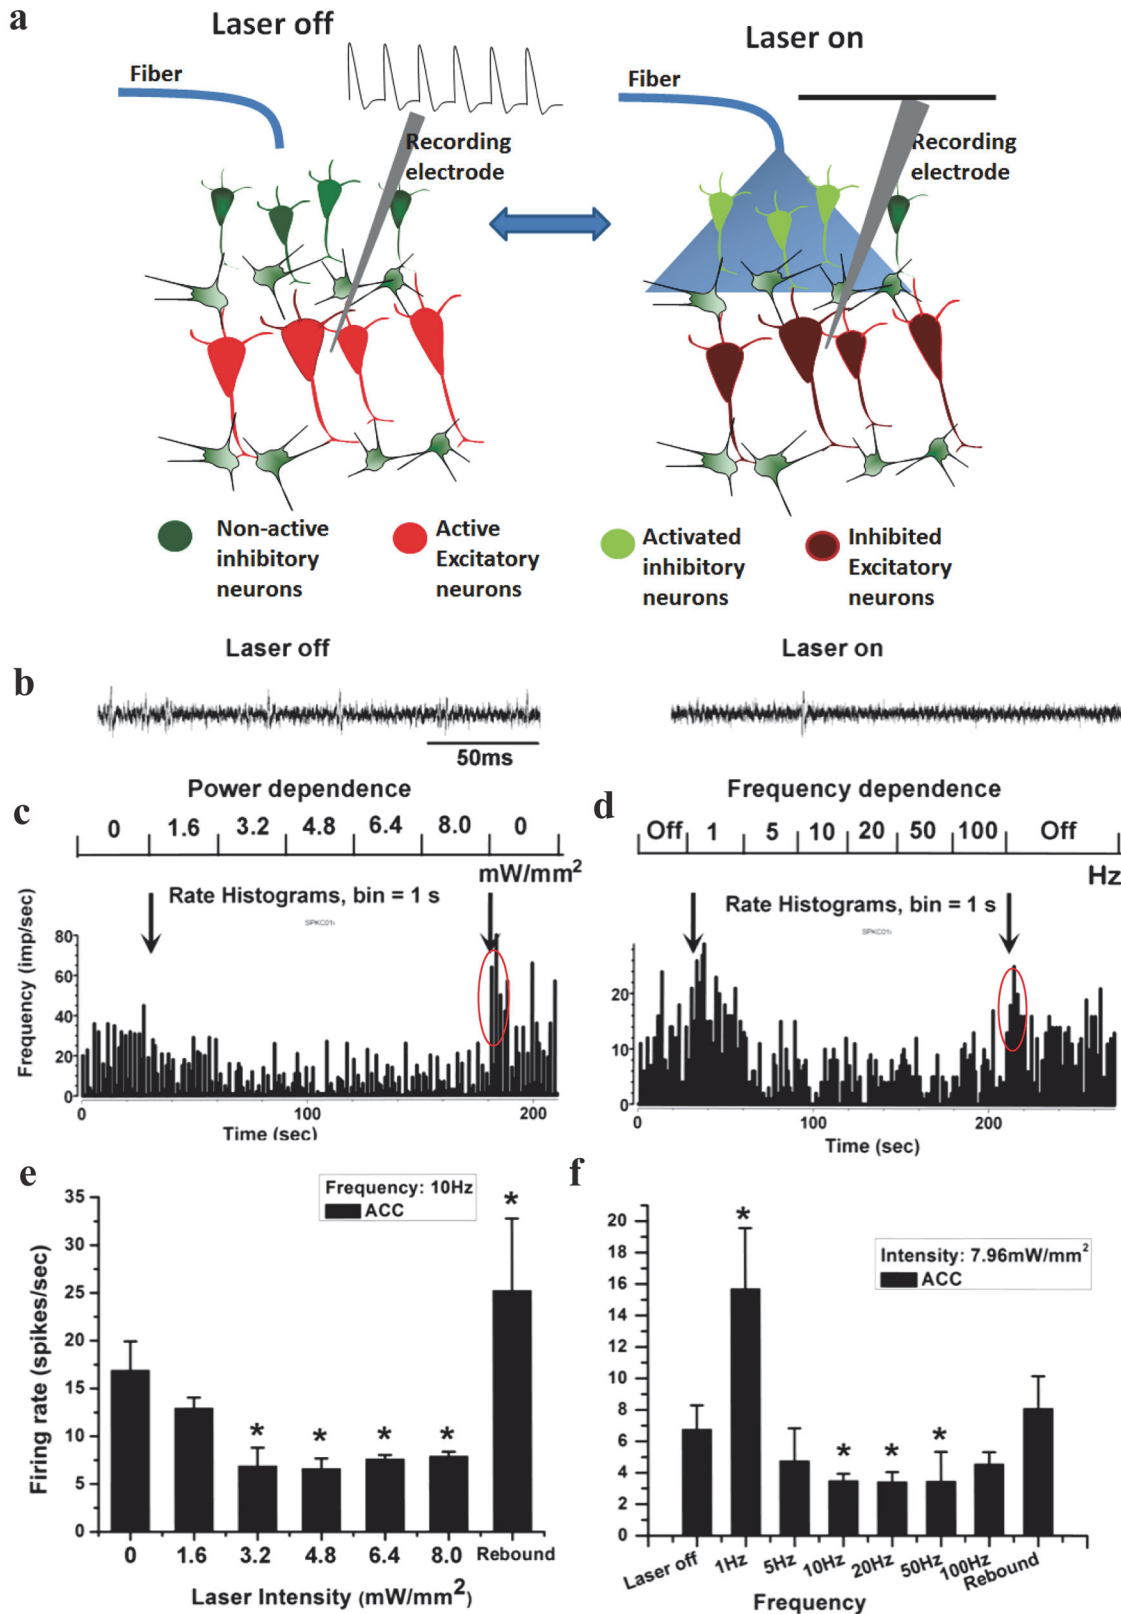 a
Laser off
Laser on
Fiber
Fiber
Recording
electrode
Recording
electrode
Non-active
inhibitory
neurons
Active
Excitatory
neurons
Activated
inhibitory
neurons
Inhibited
Excitatory
neurons
Laser off
Laser on
b
50ms
Power dependence
Frequency dependence
c
0 1.6 3.2 4.8 6.4 8.0 0
mW/mm²
Rate Histograms, bin = 1 s
SPKC01i
Frequency (imp/sec)
80
60
40
20
0
0 100 200
Time (sec)
d
Off 1 5 10 20 50 100 Off
Hz
Rate Histograms, bin = 1 s
SPKC01i
20
10
0
0 100 200
Time (sec)
e
Frequency: 10Hz
ACC
Firing rate (spikes/sec)
35
30
25
20
15
10
5
0
* * * * *
0 1.6 3.2 4.8 6.4 8.0 Rebound
Laser Intensity (mW/mm²)
f
Intensity: 7.96mW/mm²
ACC
20
18
16
14
12
10
8
6
4
2
0
* * * *
Laser off 1Hz 5Hz 10Hz 20Hz 50Hz 100Hz Rebound
Frequency